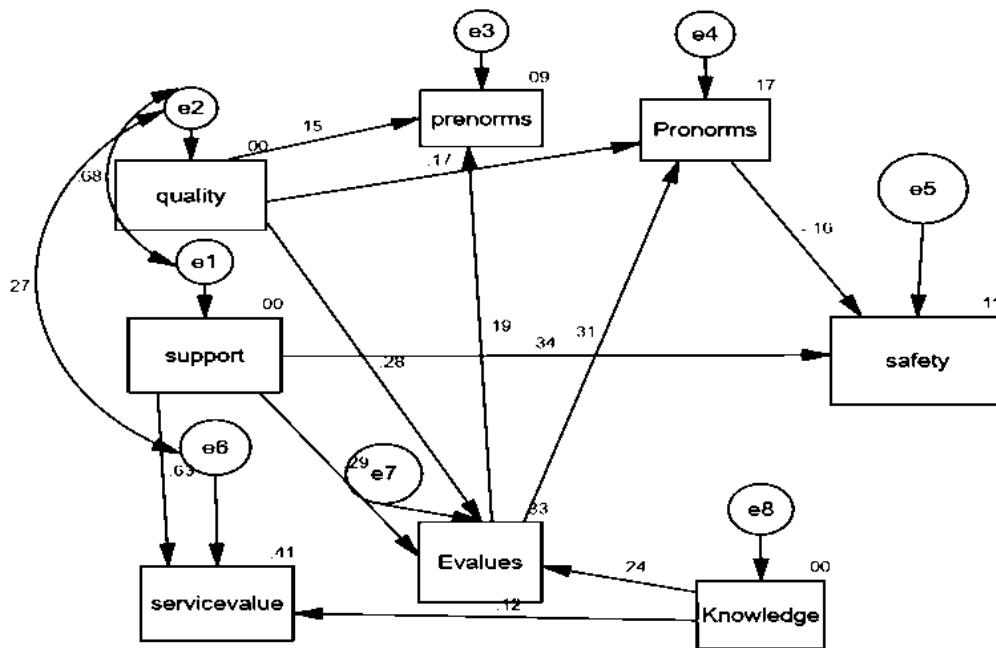 e3
e4
09
17
e2
prenorms
Pronorms
15
00
.17
.68
quality
e5
-.16
e1
27
00
11
19
31
support
34
safety
.28
e6
.29
e7
.63
e8
.33
.41
Evalues
24
00
servicevalue
.12
Knowledge